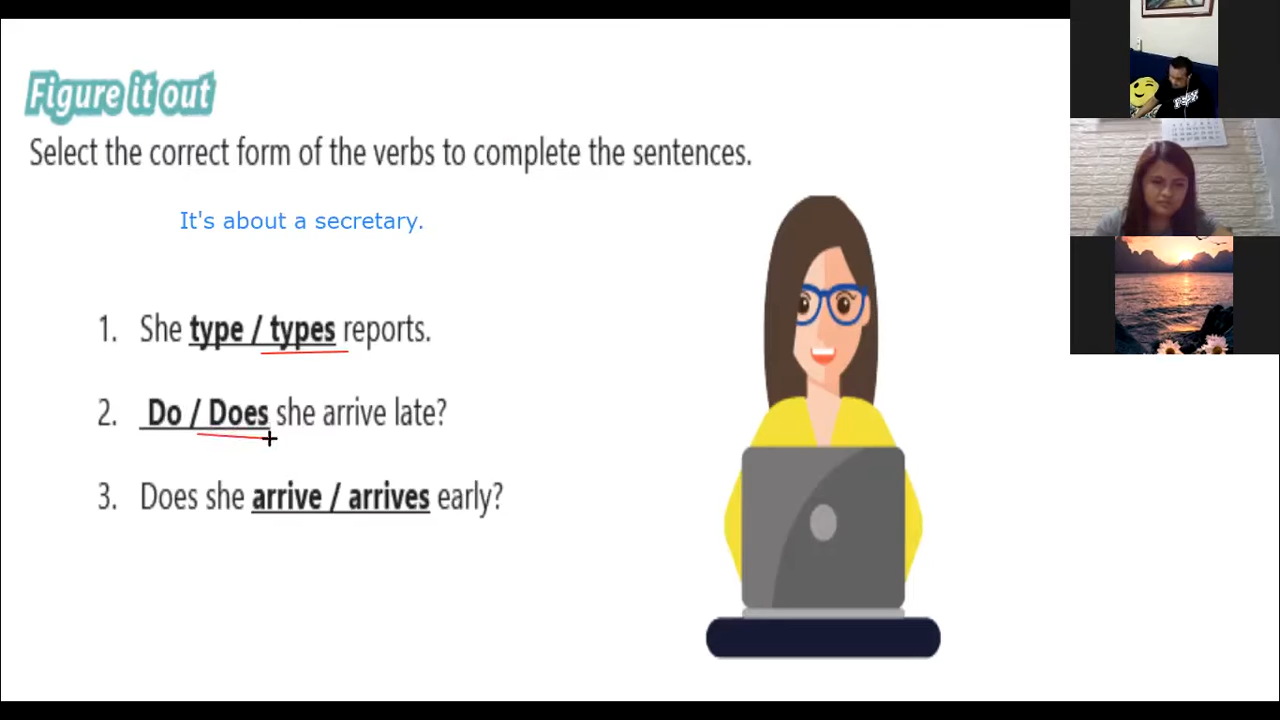 Figure it out
Select the correct form of the verbs to complete the sentences.
It's about a secretary.
1. She type / types reports.
2. Do / Does she arrive late?
3. Does she arrive / arrives early?